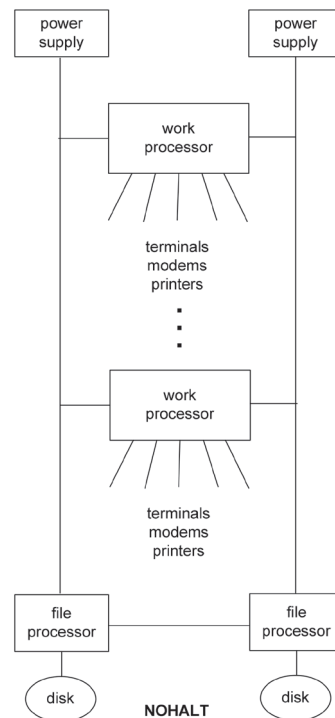 power
supply
power
supply
work
processor
terminals
modems
printers
work
processor
terminals
modems
printers
file
processor
file
processor
disk
disk
NOHALT